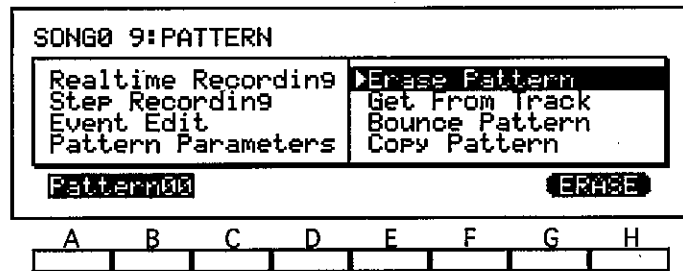 SONG0 9:PATTERN
Realtime Recording
Step Recording
Event Edit
Pattern Parameters
▶Erase Pattern
Get From Track
Bounce Pattern
Copy Pattern
Pattern00
ERASE
A B C D E F G H